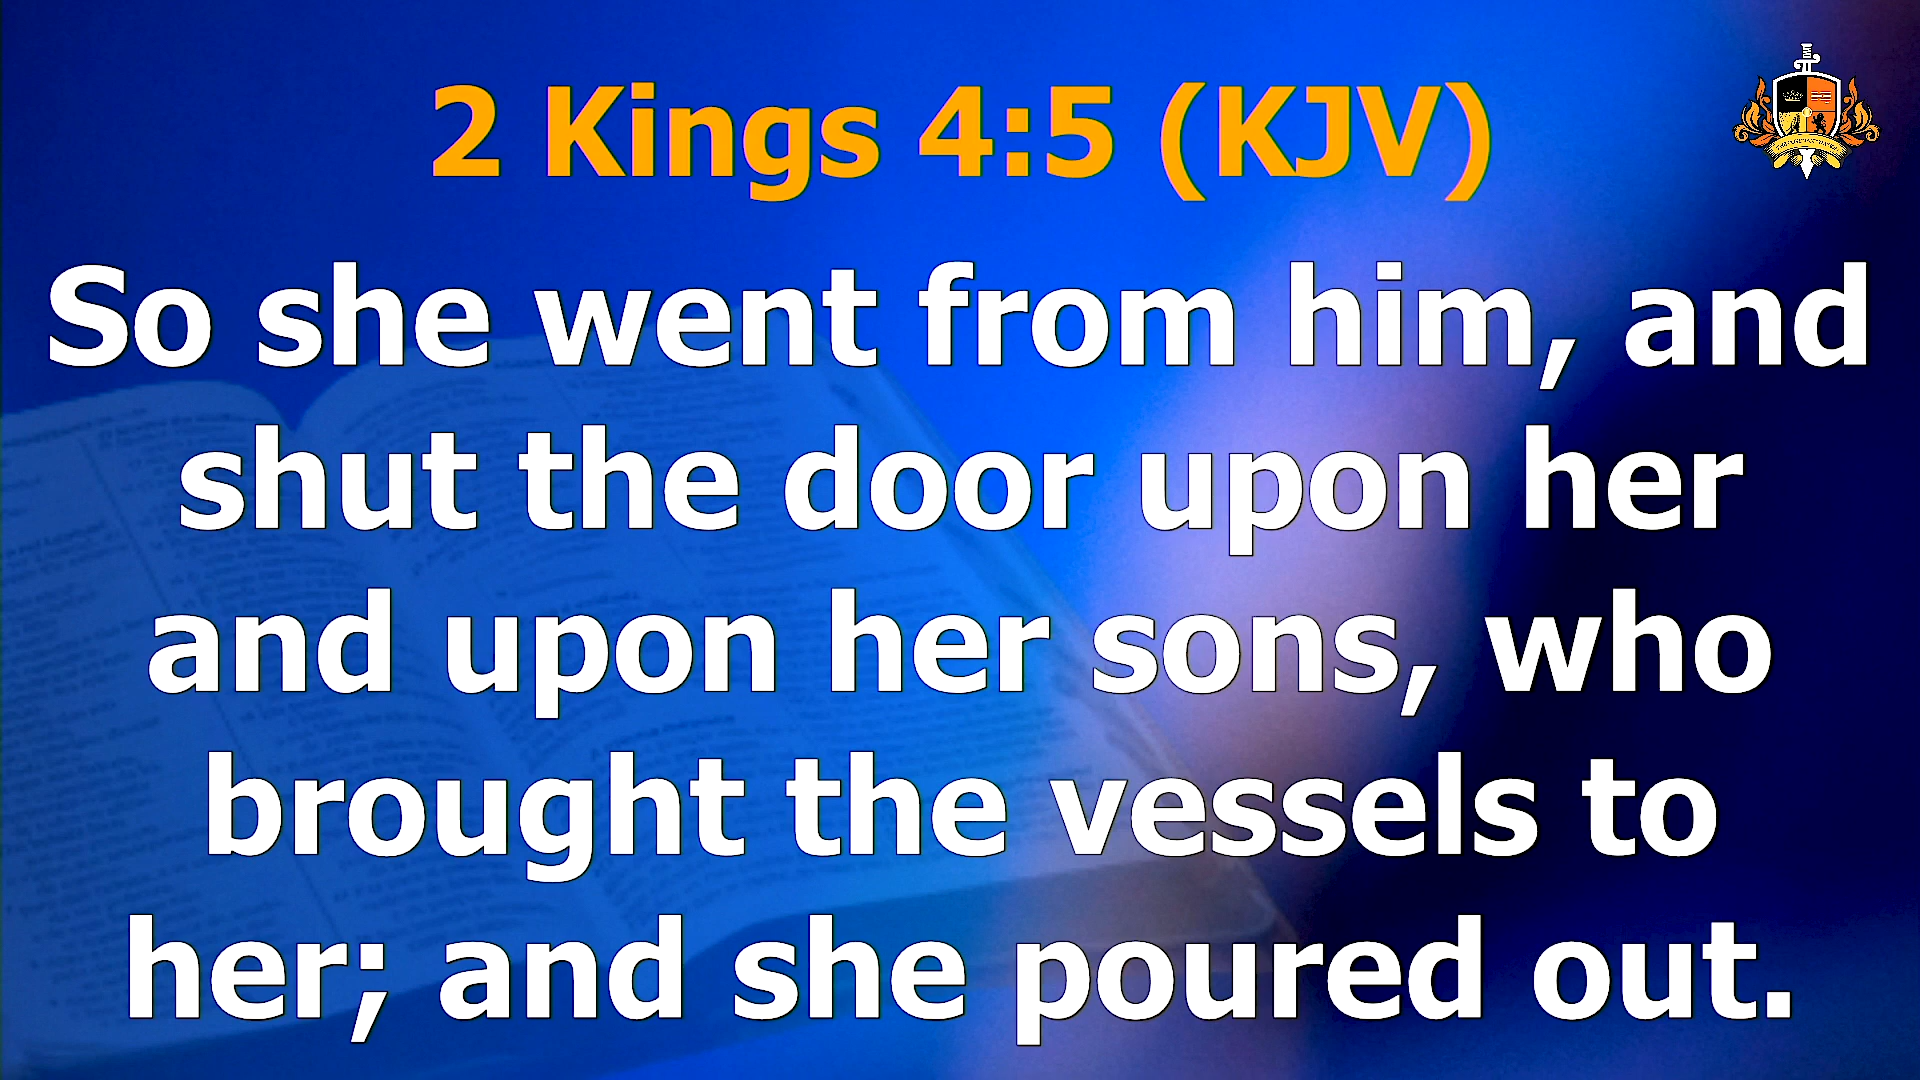 2 Kings 4:5 (KJV)
So she went from him, and
shut the door upon her
and upon her sons, who
brought the vessels to
her; and she poured out.